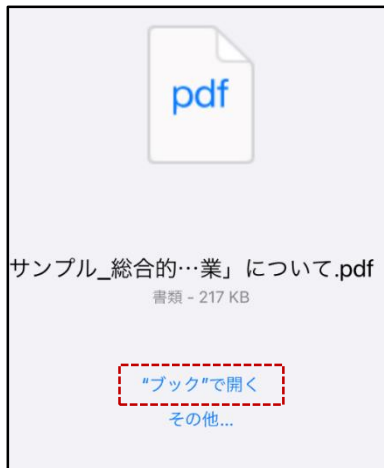 pdf
サンプル_総合的…業」について.pdf
書類 - 217 KB
“ブック”で開く
その他...